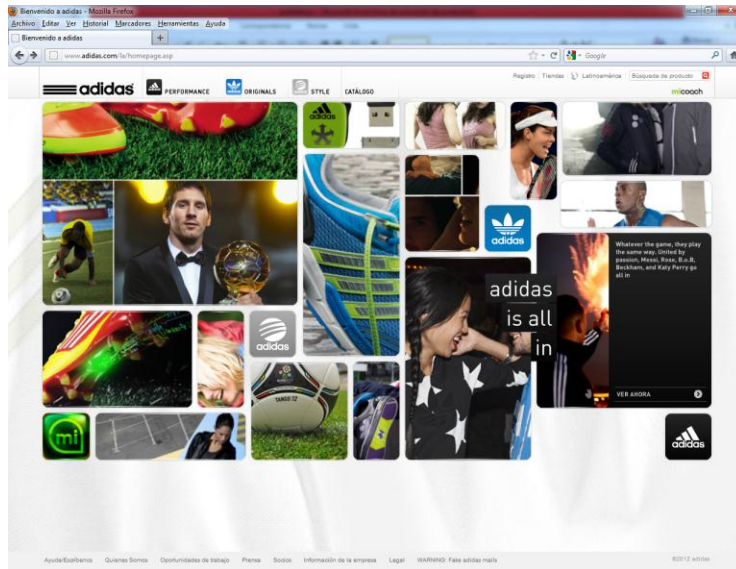 Bienvenido a adidas - Mozilla Firefox
Archivo Editar Ver Historial Marcadores Herramientas Ayuda
Bienvenido a adidas
www.adidas.com/la/homepage.asp
Google
Registro Tiendas Latinoamérica Búsqueda de producto
adidas PERFORMANCE ORIGINALS STYLE CATÁLOGO
micoach
adidas
adidas
Whatever the game, they play
the same way. United by
passion, Messi, Rose, B.o.B,
Beckham, and Katy Perry go
all in
adidas
is all
in
adidas
TANGO 12
VER AHORA
mi
adidas
Ayuda/Escríbenos Quienes Somos Oportunidades de trabajo Prensa Socios Información de la empresa Legal WARNING: Fake adidas mails
©2012 adidas